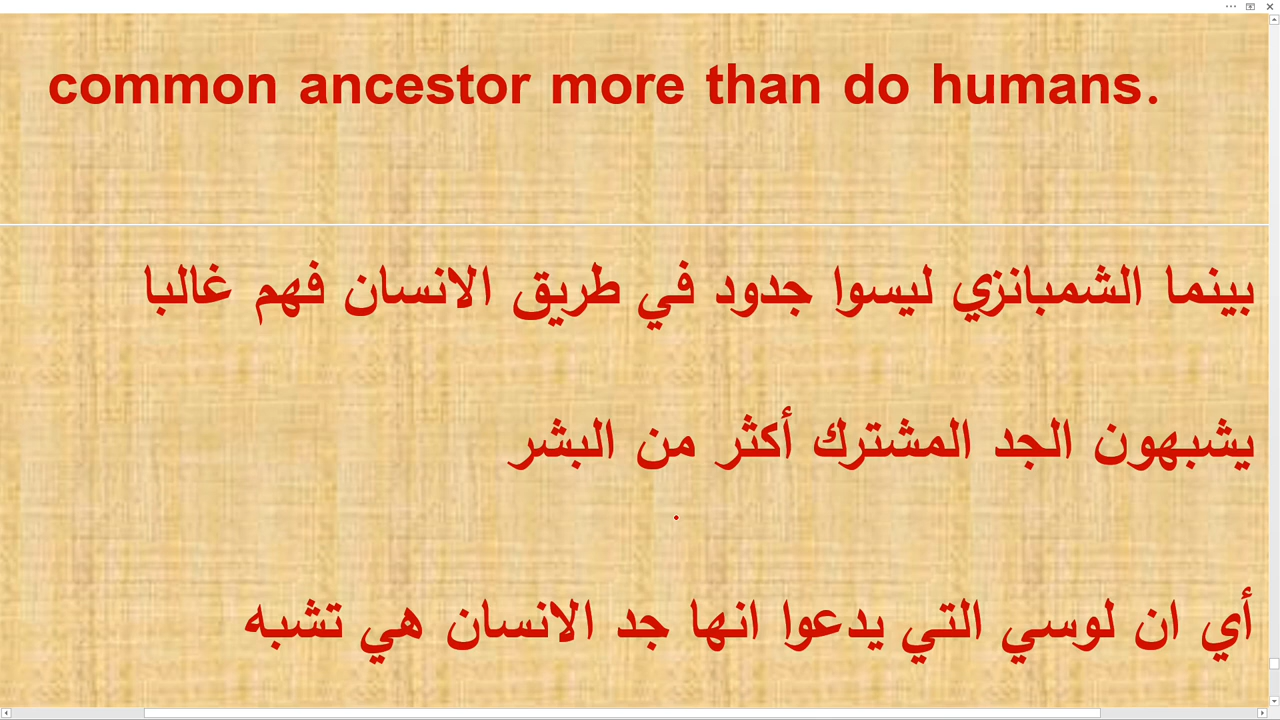 common ancestor more than do humans.
بينما الشمبانزي ليسوا جدود في طريق الانسان فهم غالبا
يشبهون الجد المشترك أكثر من البشر
أي ان لوسي التي يدعوا انها جد الانسان هي تشبه